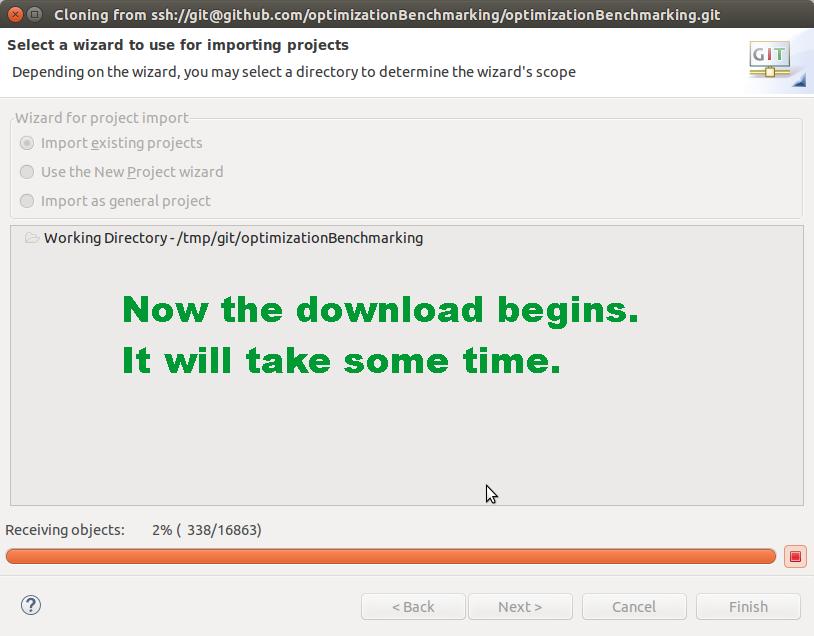 Cloning from ssh://git@github.com/optimizationBenchmarking/optimizationBenchmarking.git
Select a wizard to use for importing projects
Depending on the wizard, you may select a directory to determine the wizard's scope
GIT
Wizard for project import
Import existing projects
Use the New Project wizard
Import as general project
Working Directory - /tmp/git/optimizationBenchmarking
Now the download begins.
It will take some time.
Receiving objects: 2% ( 338/16863)
?
< Back Next > Cancel Finish